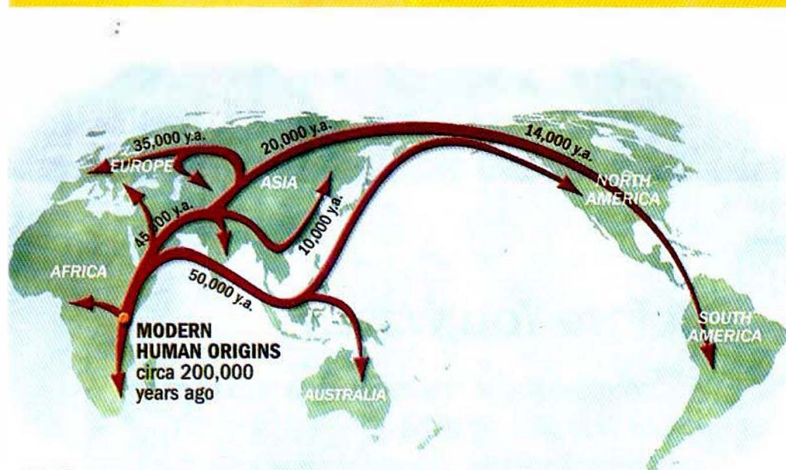 35,000 y.a.
20,000 y.a.
14,000 y.a.
EUROPE
ASIA
NORTH
AMERICA
45,000 y.a.
10,000 y.a.
AFRICA
50,000 y.a.
MODERN
HUMAN ORIGINS
circa 200,000
years ago
SOUTH
AMERICA
AUSTRALIA